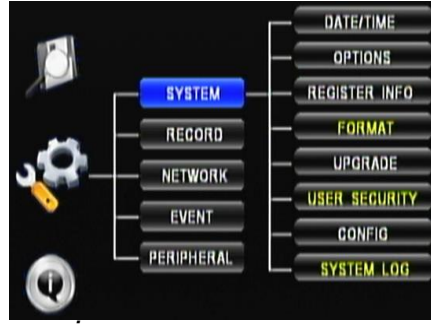 SYSTEM
RECORD
NETWORK
EVENT
PERIPHERAL
DATE/TIME
OPTIONS
REGISTER INFO
FORMAT
UPGRADE
USER SECURITY
CONFIG
SYSTEM LOG